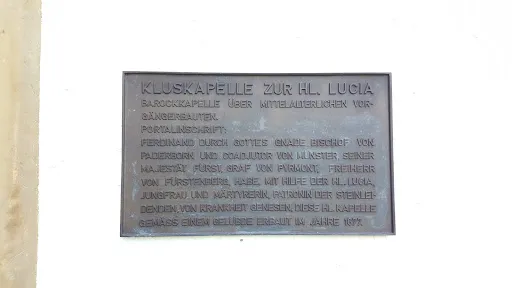 KLUSKAPELLE ZUR HL. LUCIA
BAROCKKAPELLE ÜBER MITTELALTERLICHEN VOR-
GÄNGERBAUTEN.
PORTALINSCHRIFT:
FERDINAND DURCH GOTTES GNADE BISCHOF VON
PADERBORN UND COADJUTOR VON MÜNSTER SEINER
MAJESTÄT FÜRST, GRAF VON PYRMONT, FREIHERR
VON FÜRSTENBERG, HABE, MIT HILFE DER HL. LUCIA,
JUNGFRAU UND MÄRTYRERIN, PATRONIN DER STEINLEI-
DENDEN, VON KRANKHEIT GENESEN, DIESE HL. KAPELLE
GEMÄSS EINEM GELÜBDE ERBAUT IM JAHRE 1677.